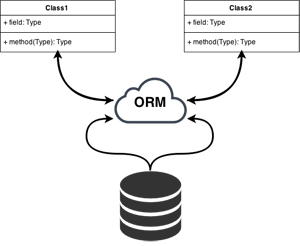 Class1
+ field: Type
+ method(Type): Type
Class2
+ field: Type
+ method(Type): Type
ORM